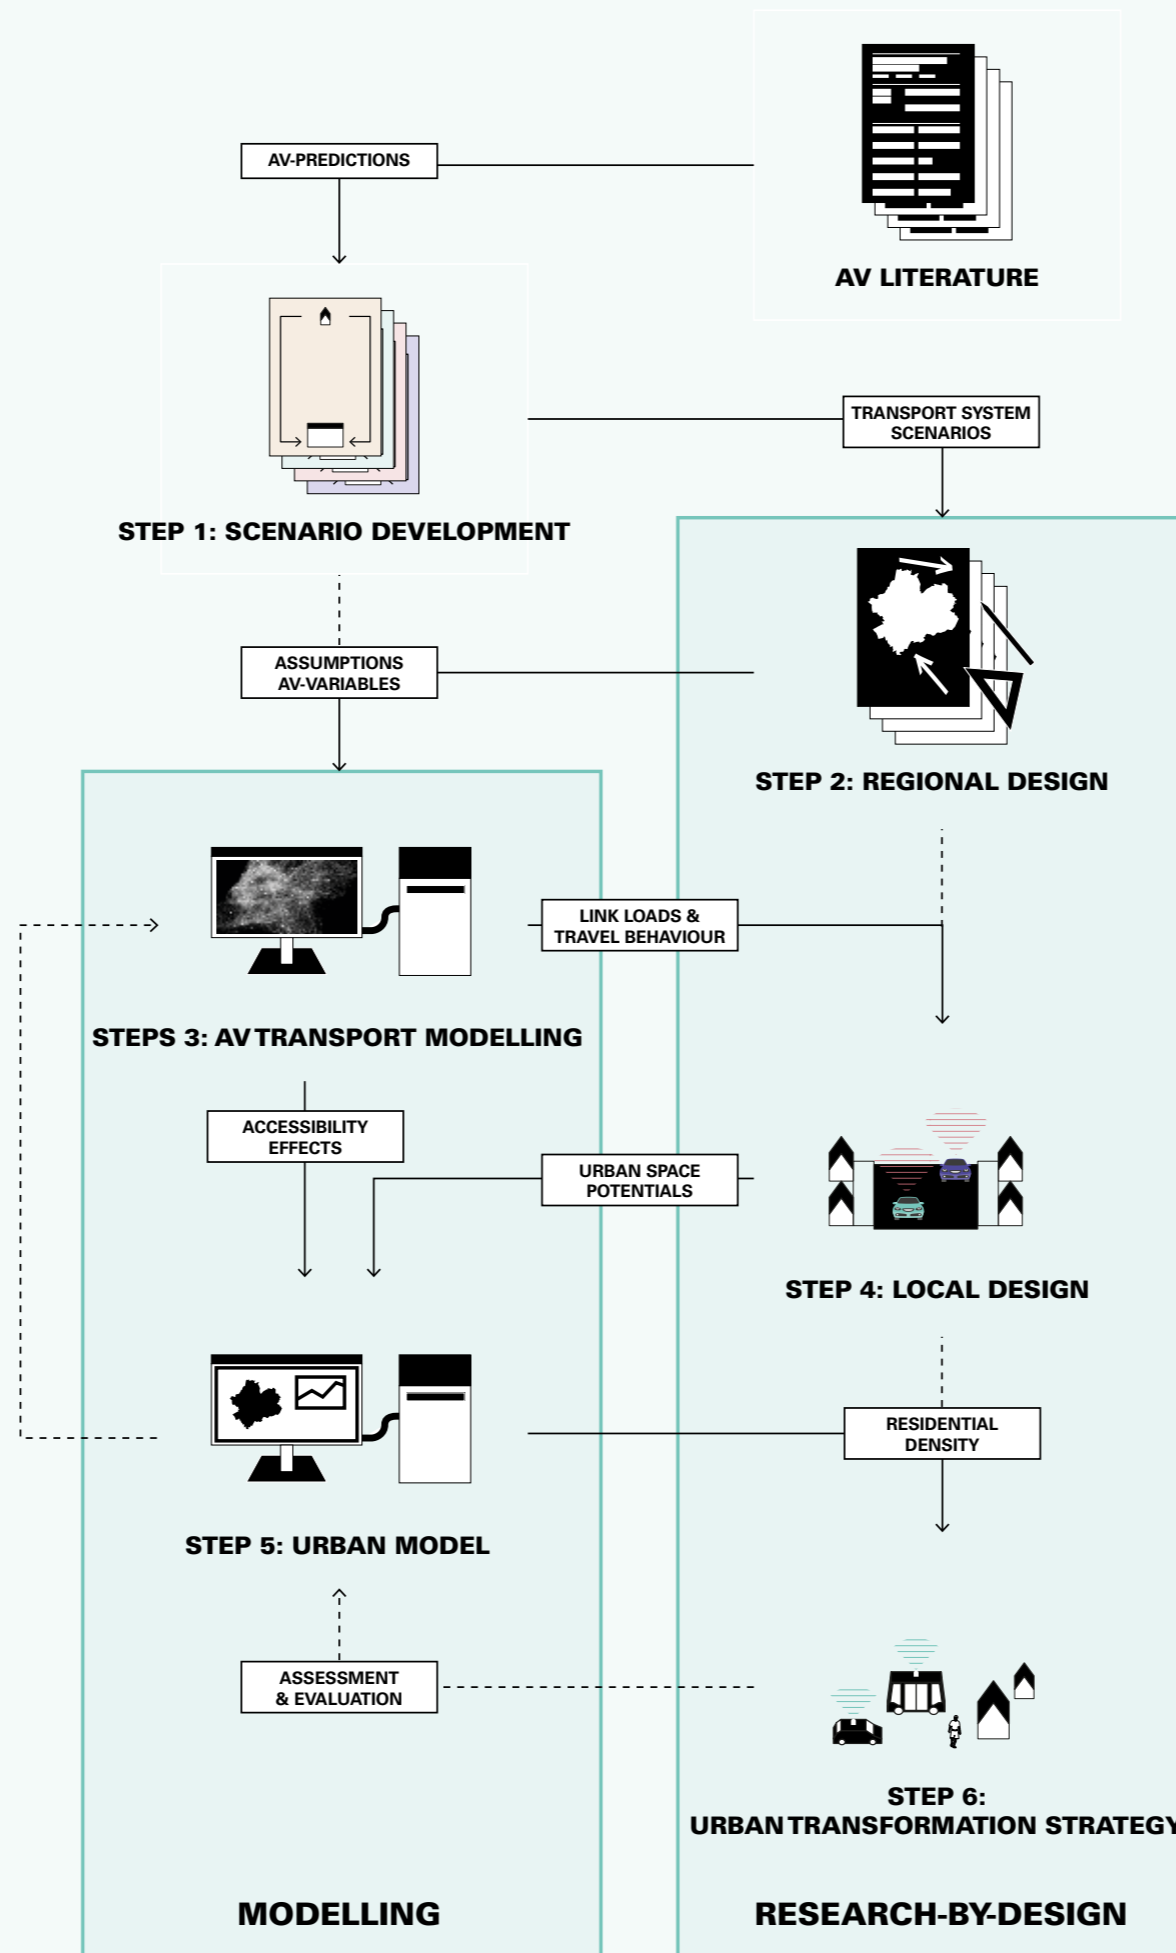 AV-PREDICTIONS
AV LITERATURE
TRANSPORT SYSTEM
SCENARIOS
STEP 1: SCENARIO DEVELOPMENT
ASSUMPTIONS
AV-VARIABLES
STEP 2: REGIONAL DESIGN
LINK LOADS &
TRAVEL BEHAVIOUR
STEPS 3: AV TRANSPORT MODELLING
ACCESSIBILITY
EFFECTS
URBAN SPACE
POTENTIALS
STEP 4: LOCAL DESIGN
RESIDENTIAL
DENSITY
STEP 5: URBAN MODEL
ASSESSMENT
& EVALUATION
STEP 6:
URBAN TRANSFORMATION STRATEGY
MODELLING
RESEARCH-BY-DESIGN